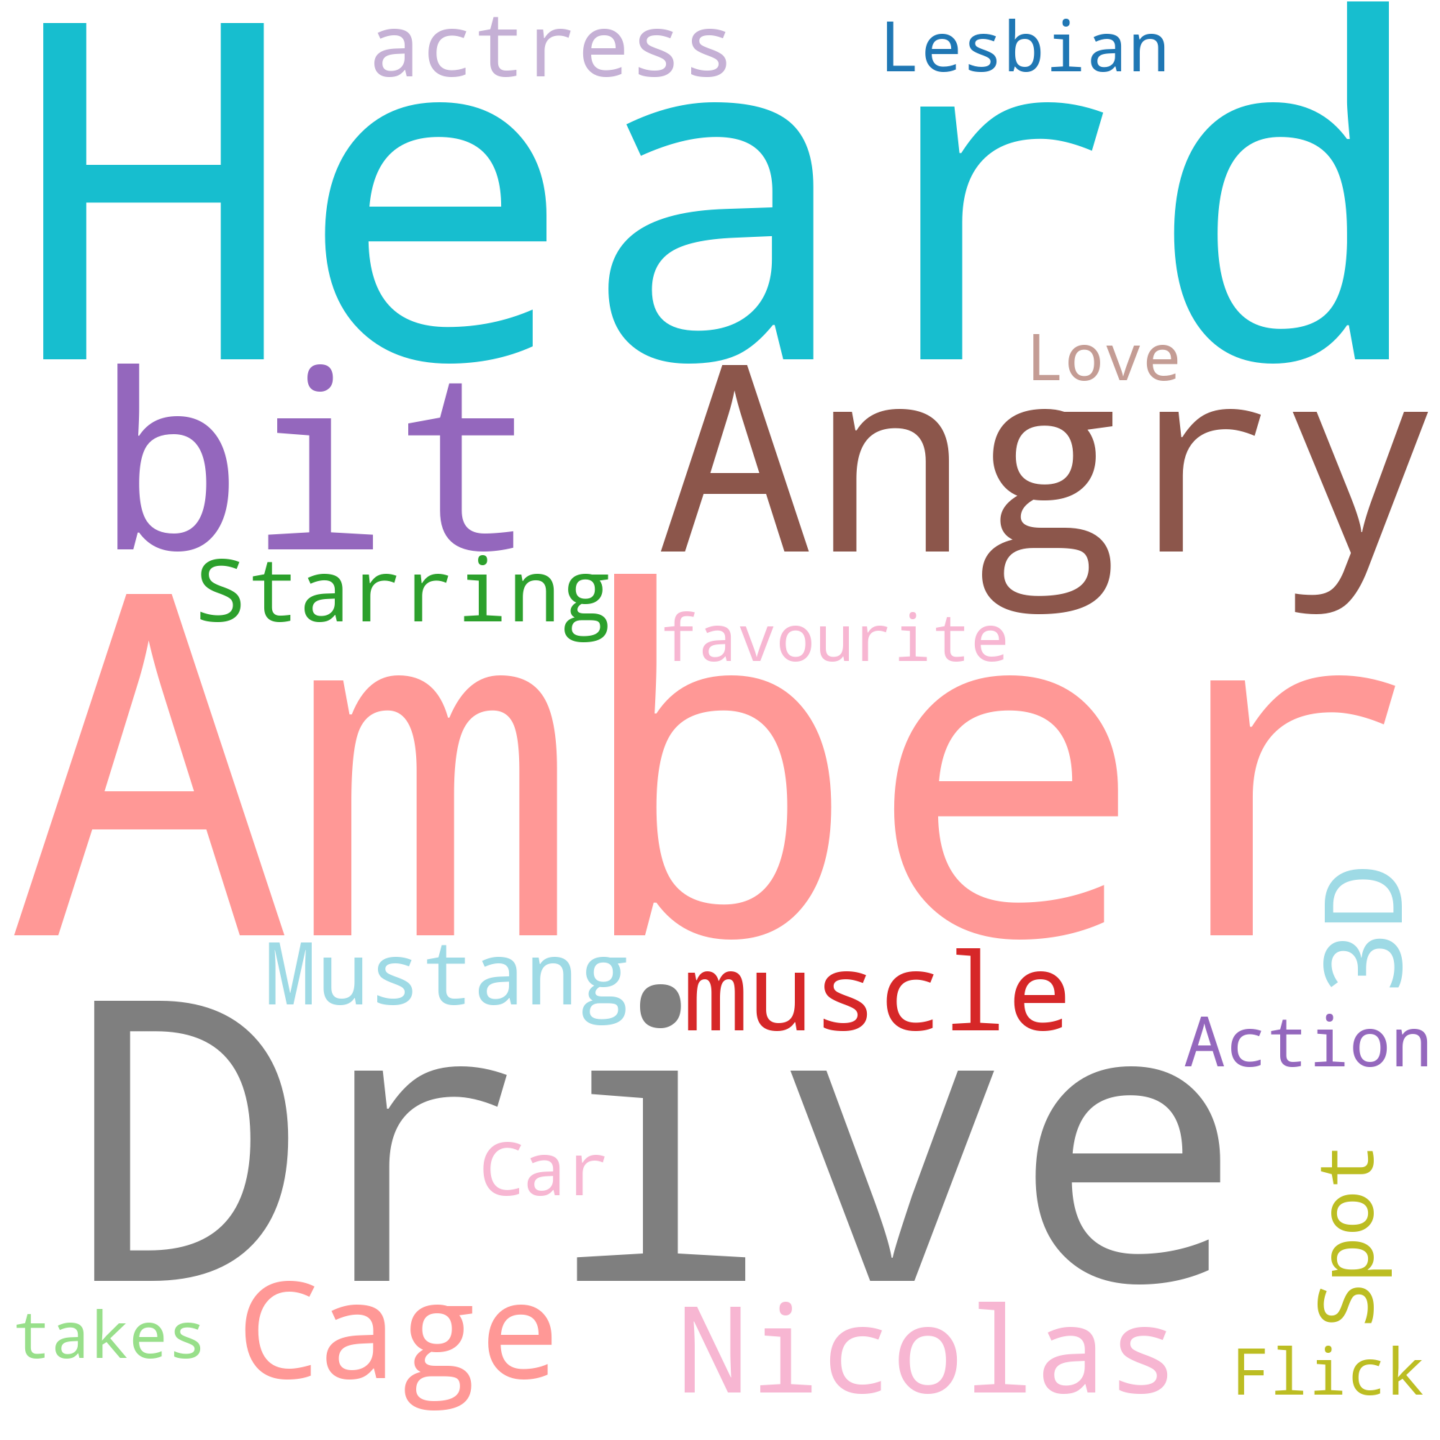 actress Lesbian
Heard
Love
bit Angry
Starring
favourite
Amber
3D
Mustang muscle
Action
Drive
Car
Spot
takes Cage Nicolas
Flick